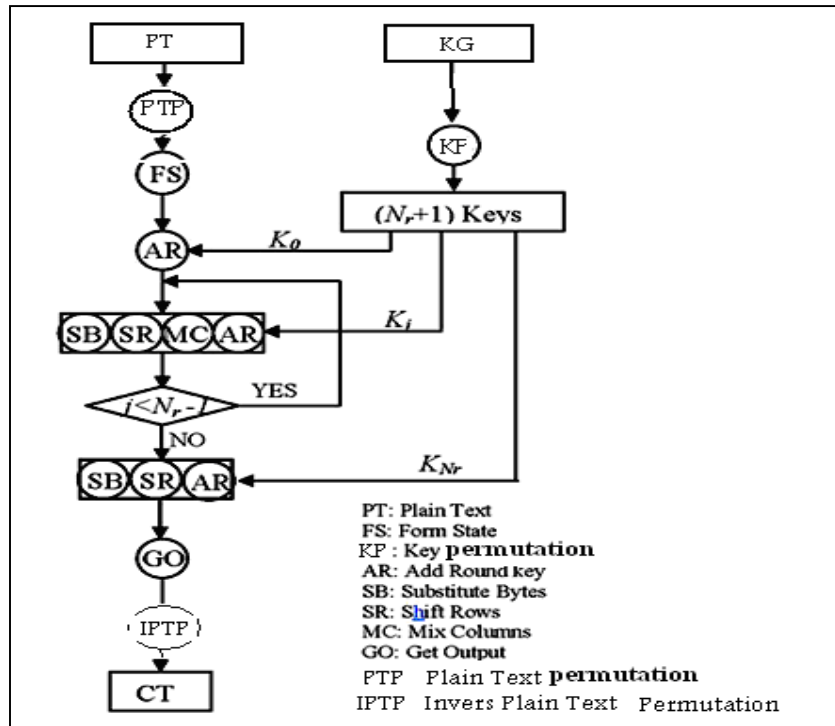 PT
KG
PTP
KP
FS
(Nr+1) Keys
AR
K0
SB SR MC AR
Ki
i<Nr-1
YES
NO
SB SR AR
KNr
GO
IPTP
CT
PT: Plain Text
FS: Form State
KP : Key permutation
AR: Add Round Key
SB: Substitute Bytes
SR: Shift Rows
MC: Mix Columns
GO: Get Output
PTP Plain Text permutation
IPTP Invers Plain Text Permutation